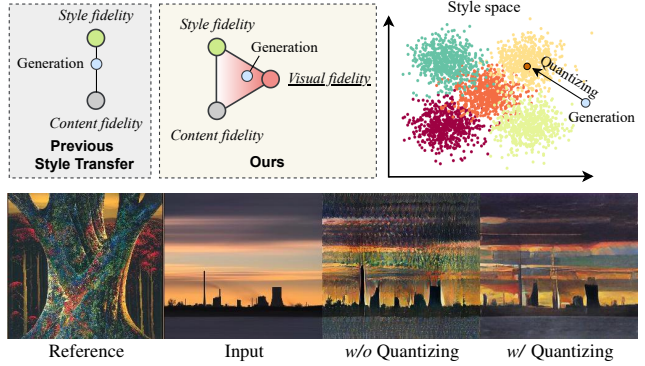 Style fidelity
Generation
Content fidelity
Previous
Style Transfer
Style fidelity
Generation
Visual fidelity
Content fidelity
Ours
Style space
Quantizing
Generation
Reference
Input
w/o Quantizing
w/ Quantizing